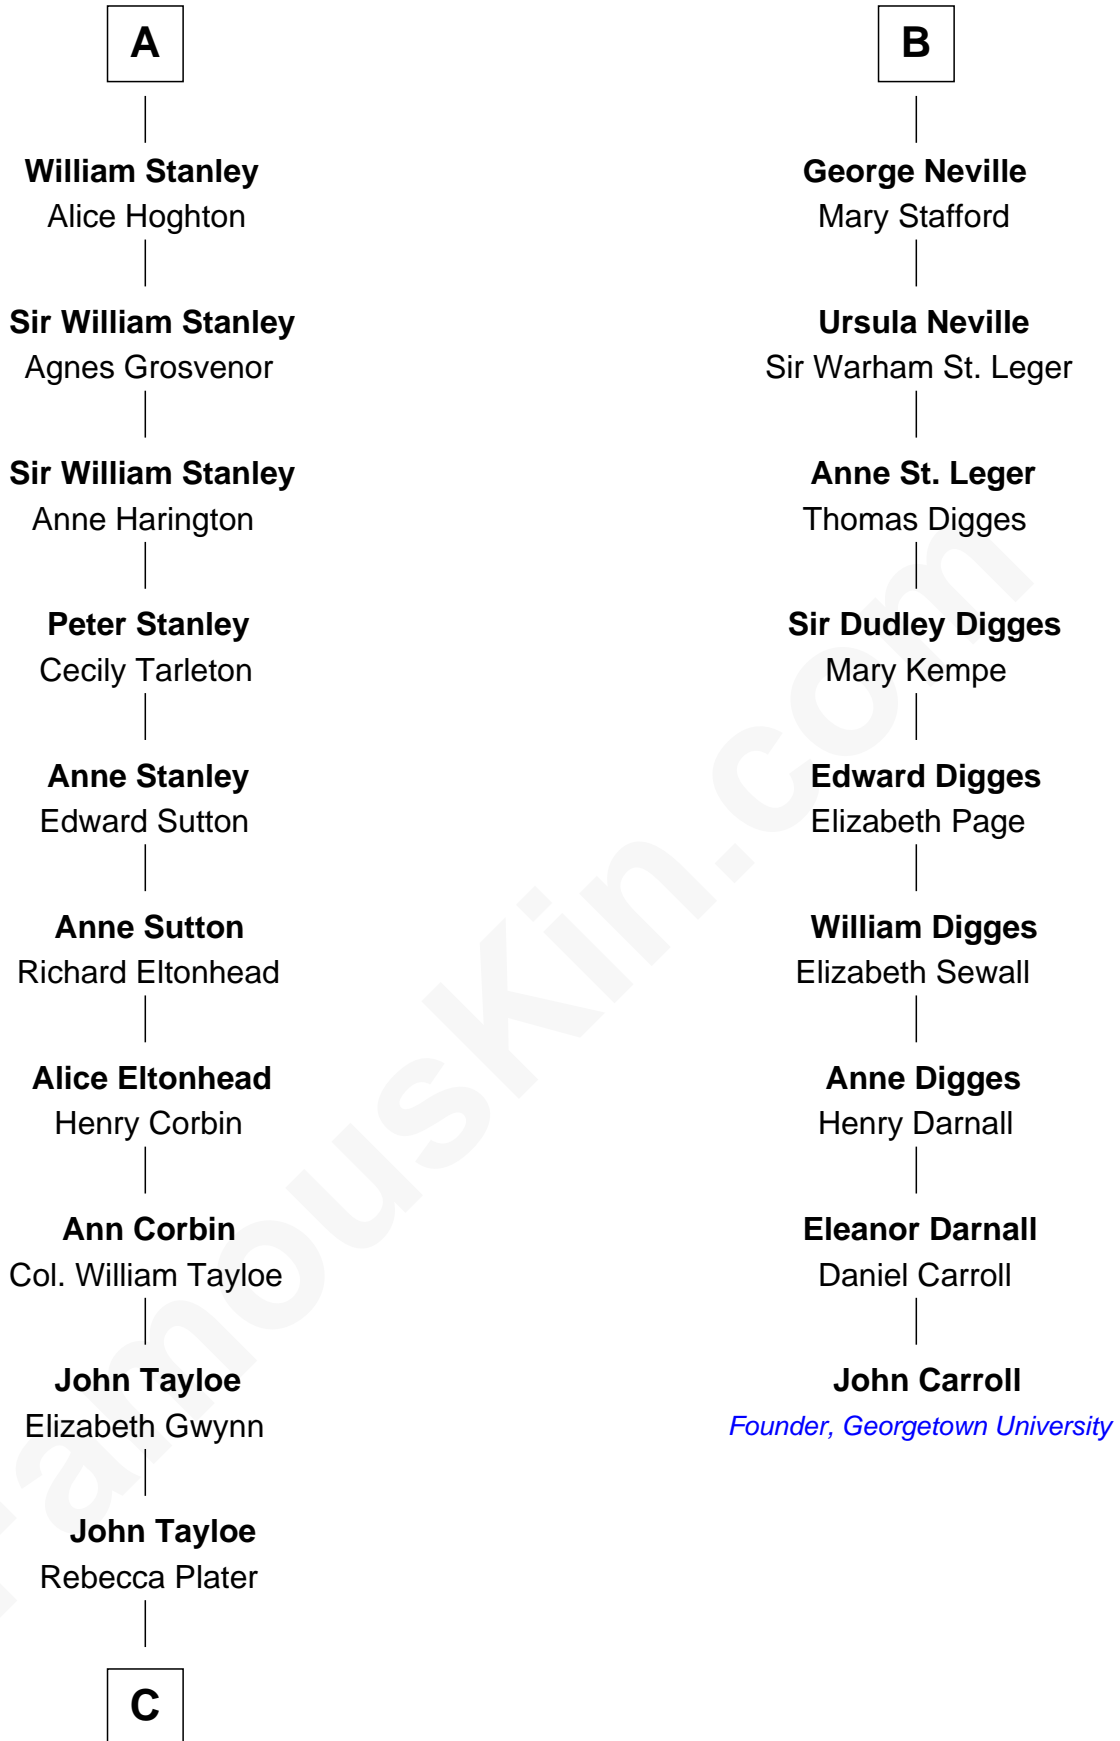 A
William Stanley
Alice Hoghton
Sir William Stanley
Agnes Grosvenor
Sir William Stanley
Anne Harington
Peter Stanley
Cecily Tarleton
Anne Stanley
Edward Sutton
Anne Sutton
Richard Eltonhead
Alice Eltonhead
Henry Corbin
Ann Corbin
Col. William Tayloe
John Tayloe
Elizabeth Gwynn
John Tayloe
Rebecca Plater
C
B
George Neville
Mary Stafford
Ursula Neville
Sir Warham St. Leger
Anne St. Leger
Thomas Digges
Sir Dudley Digges
Mary Kempe
Edward Digges
Elizabeth Page
William Digges
Elizabeth Sewall
Anne Digges
Henry Darnall
Eleanor Darnall
Daniel Carroll
John Carroll
Founder, Georgetown University
FamousKin.com